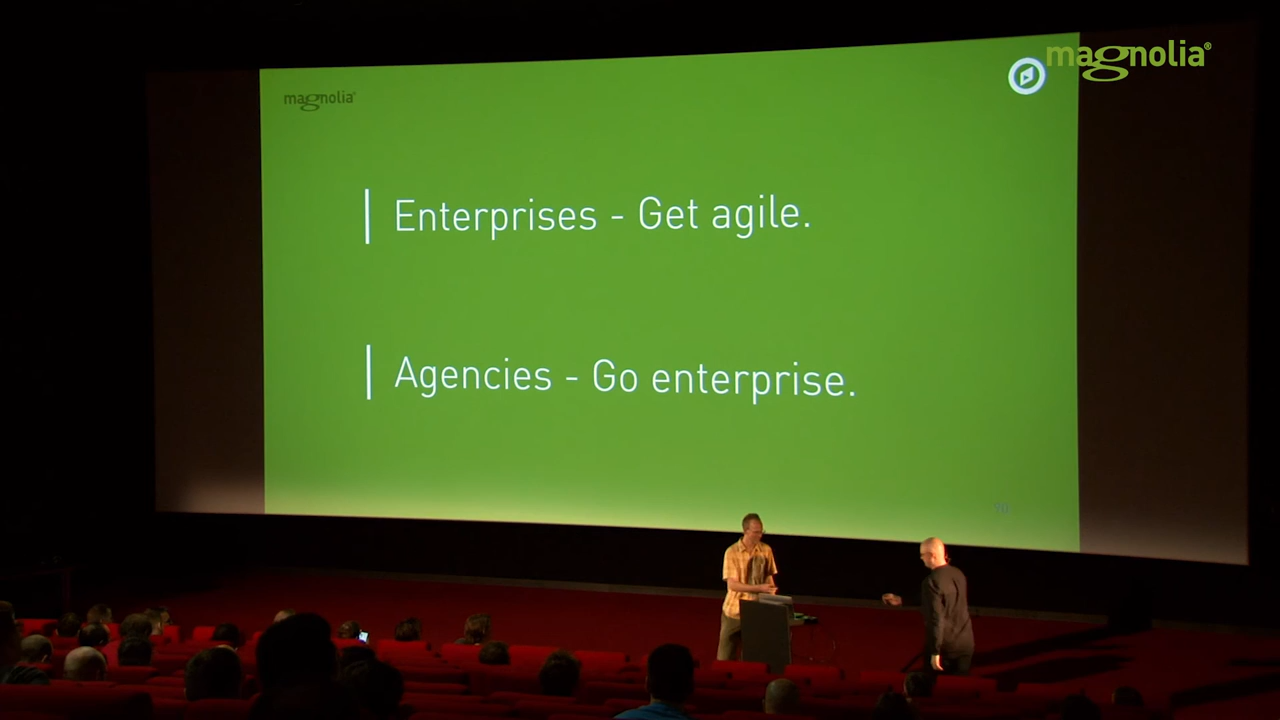 magnolia®
magnolia®
Enterprises - Get agile.
Agencies - Go enterprise.